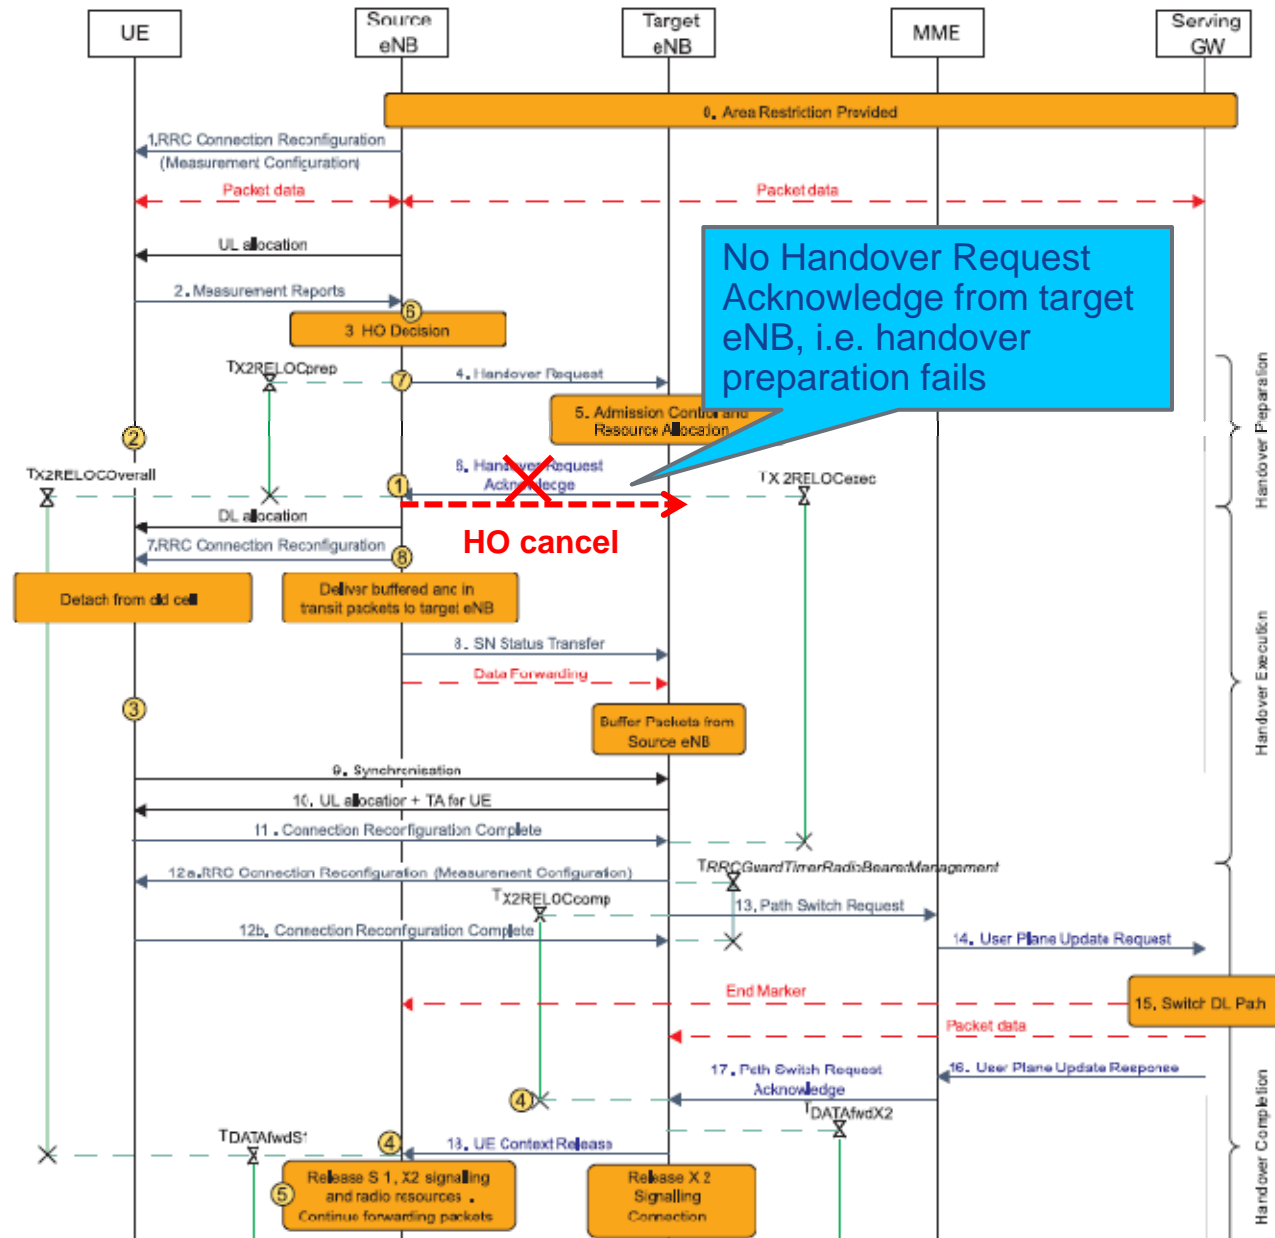 UE
Source
eNB
Target
eNB
MME
Serving
GW
0. Area Restriction Provided
1.RRC Connection Reconfiguration
(Measurement Configuration)
Packet data
Packet data
UL allocation
2. Measurement Reports
6
3 HO Decision
No Handover Request
Acknowledge from target
eNB, i.e. handover
preparation fails
TX2RELOCprep
7
4. Handover Request
5. Admission Control and
Resource Allocation
2
Handover Preparation
TX2RELOCOverall
6. Handover Request
Acknowledge
1
TX2RELOCexec
DL allocation
HO cancel
7.RRC Connection Reconfiguration
8
Detach from old cell
Deliver buffered and in
transit packets to target eNB
8. SN Status Transfer
Data Forwarding
Handover Execution
3
Buffer Packets from
Source eNB
9. Synchronisation
10. UL allocation + TA for UE
11. Connection Reconfiguration Complete
12a.RRC Connection Reconfiguration (Measurement Configuration)
TRRCGuardTimerRadioBearerManagement
TX2RELOCcomp
13. Path Switch Request
12b. Connection Reconfguration Complete
14. User Plane Update Request
End Marker
15. Switch DL Path
Packet data
16. User Plane Update Response
17. Path Switch Request
Acknowledge
4
TDATAfwdX2
Handover Completion
TDATAfwdS1
4
18. UE Context Release
5
Release S1, X2 signalling
and radio resources .
Continue forwarding packets
Release X2
Signalling
Connection